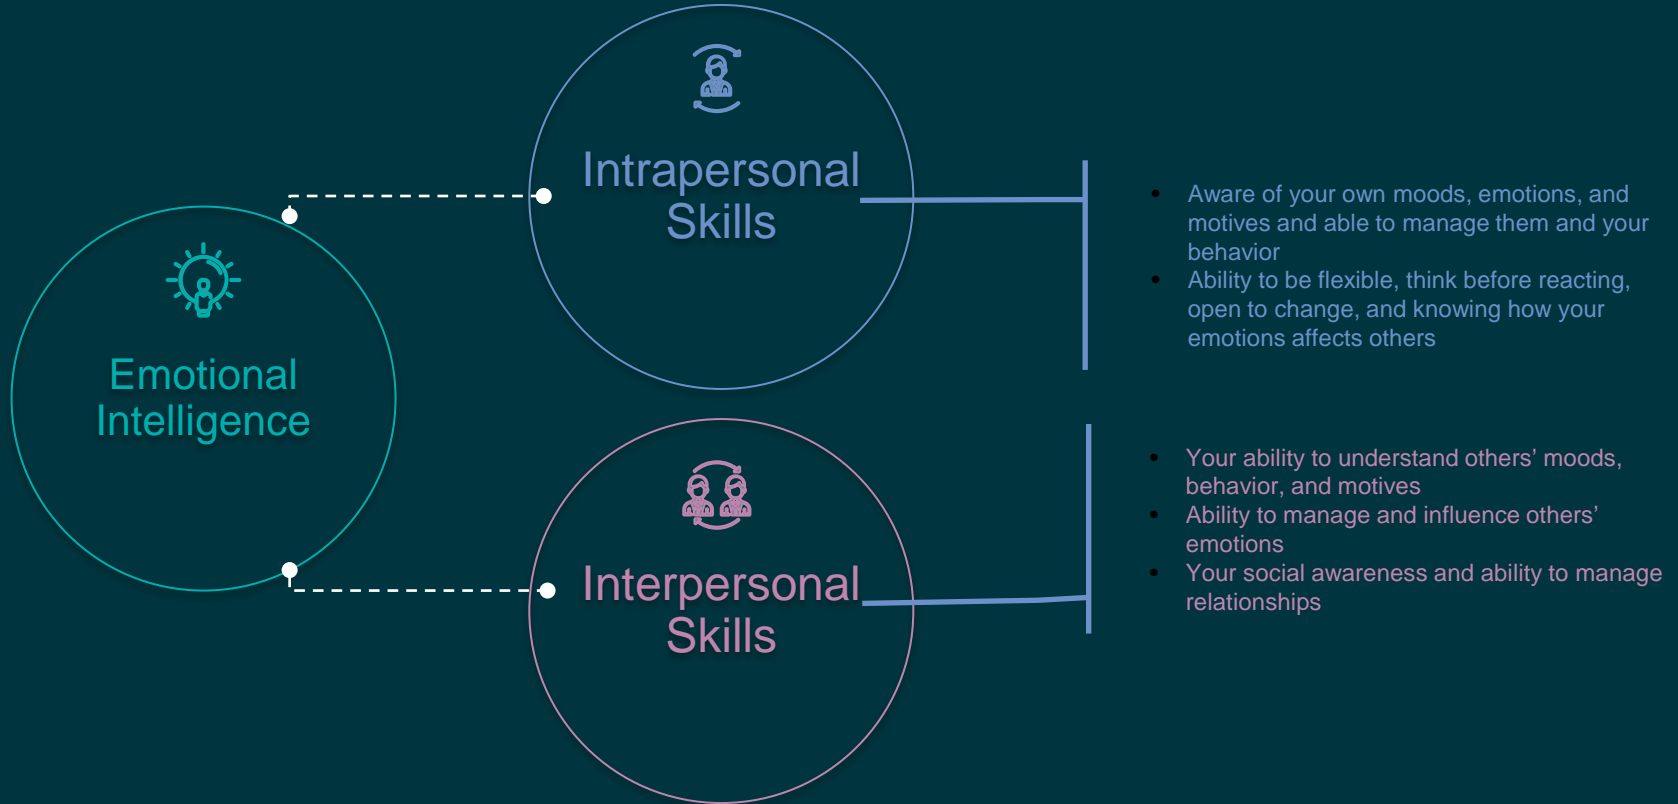 Emotional
Intelligence
Intrapersonal
Skills
• Aware of your own moods, emotions, and
motives and able to manage them and your
behavior
• Ability to be flexible, think before reacting,
open to change, and knowing how your
emotions affects others
Interpersonal
Skills
• Your ability to understand others’ moods,
behavior, and motives
• Ability to manage and influence others’
emotions
• Your social awareness and ability to manage
relationships